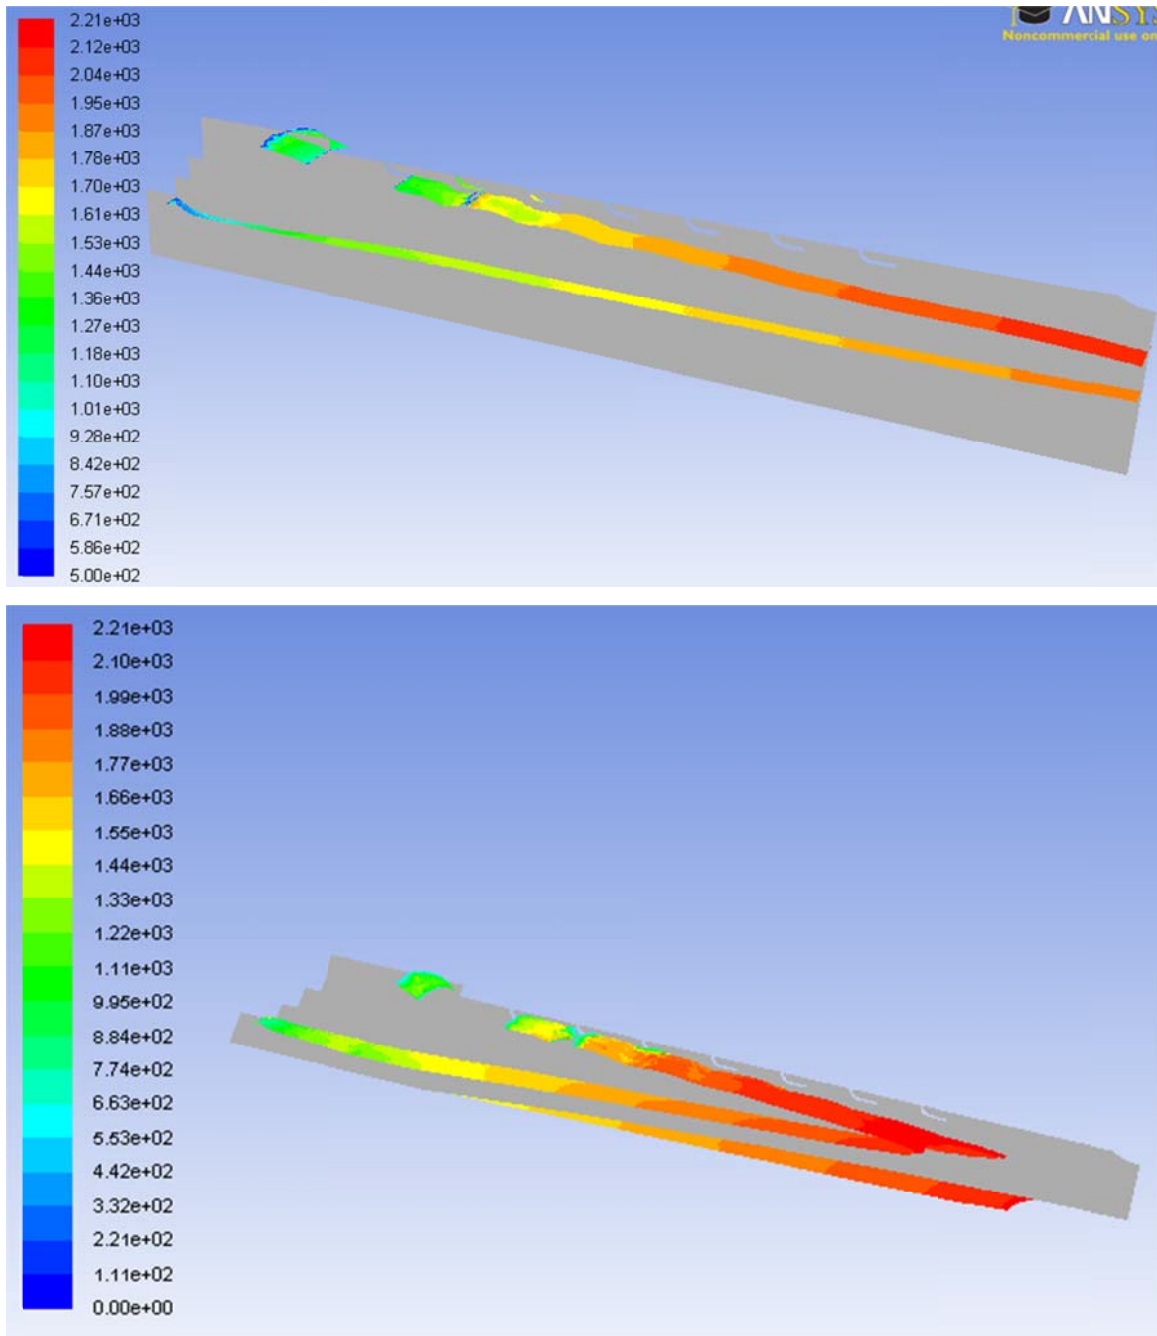 2.21e+03
2.12e+03
2.04e+03
1.95e+03
1.87e+03
1.78e+03
1.70e+03
1.61e+03
1.53e+03
1.44e+03
1.36e+03
1.27e+03
1.18e+03
1.10e+03
1.01e+03
9.28e+02
8.42e+02
7.57e+02
6.71e+02
5.86e+02
5.00e+02
ANSYS
Noncommercial use on
2.21e+03
2.10e+03
1.99e+03
1.88e+03
1.77e+03
1.66e+03
1.55e+03
1.44e+03
1.33e+03
1.22e+03
1.11e+03
9.95e+02
8.84e+02
7.74e+02
6.63e+02
5.53e+02
4.42e+02
3.32e+02
2.21e+02
1.11e+02
0.00e+00